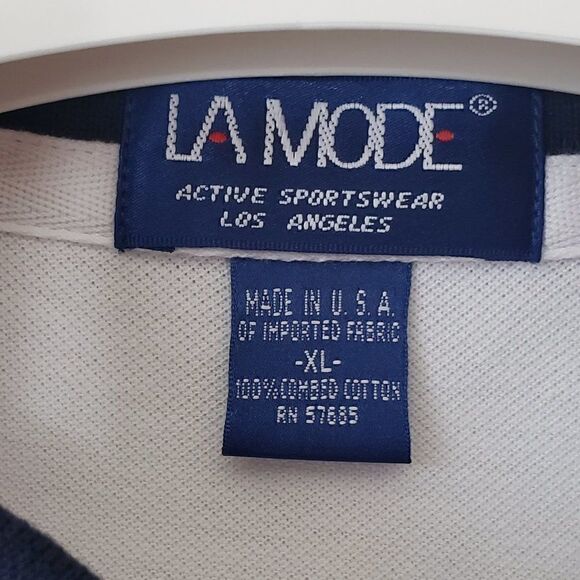 LA MODE ®
ACTIVE SPORTSWEAR
LOS ANGELES
MADE IN U.S.A.
OF IMPORTED FABRIC
-XL-
100% COMBED COTTON
RN 57685